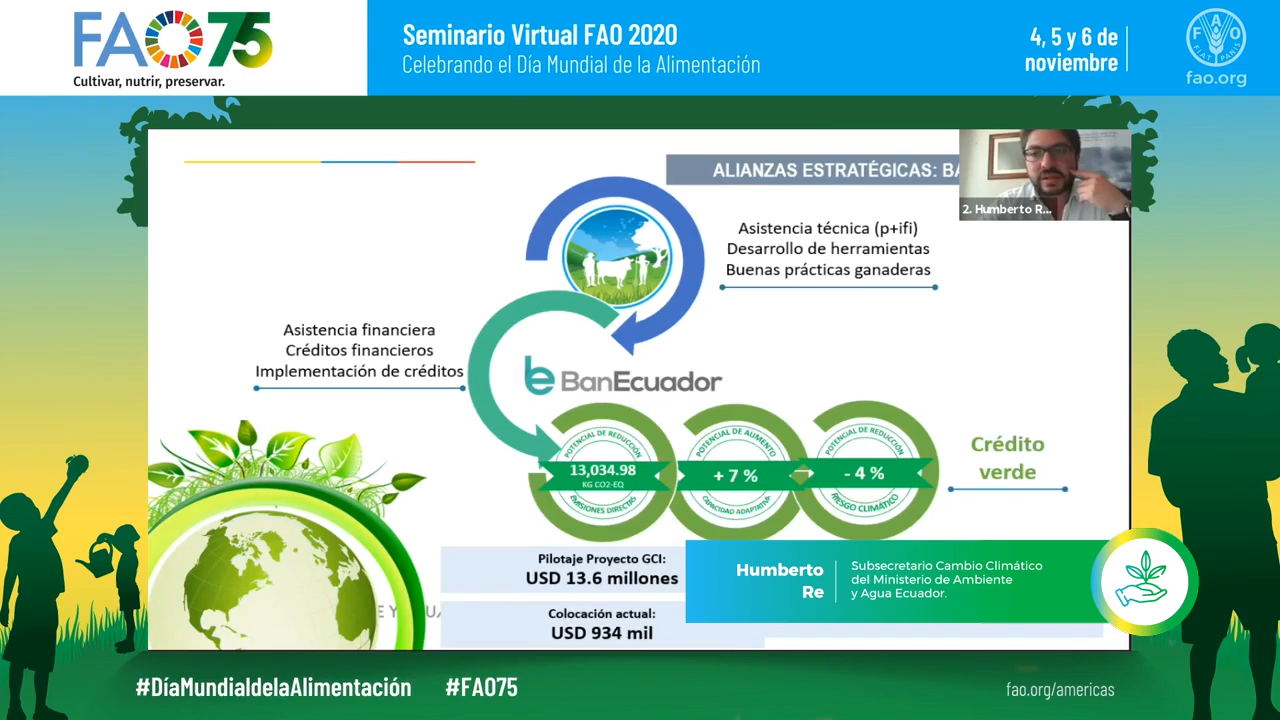 FAO75
Cultivar, nutrir, preservar.
Seminario Virtual FAO 2020
Celebrando el Día Mundial de la Alimentación
4, 5 y 6 de
noviembre
F A O
FIAT PANIS
fao.org
ALIANZAS ESTRATÉGICAS:
2. Humberto R...
Asistencia técnica (p+ifi)
Desarrollo de herramientas
Buenas prácticas ganaderas
Asistencia financiera
Créditos financieros
Implementación de créditos
BanEcuador
POTENCIAL DE REDUCCIÓN
13,034.98
KG CO2-EQ
EMISIONES DIRECTAS
POTENCIAL DE AUMENTO
+ 7 %
CAPACIDAD ADAPTATIVA
POTENCIAL DE REDUCCIÓN
- 4 %
RIESGO CLIMÁTICO
Crédito
verde
Pilotaje Proyecto GCI:
USD 13.6 millones
Colocación actual:
USD 934 mil
Humberto
Re
Subsecretario Cambio Climático
del Ministerio de Ambiente
y Agua Ecuador.
#DíaMundialdelaAlimentación
#FAO75
fao.org/americas